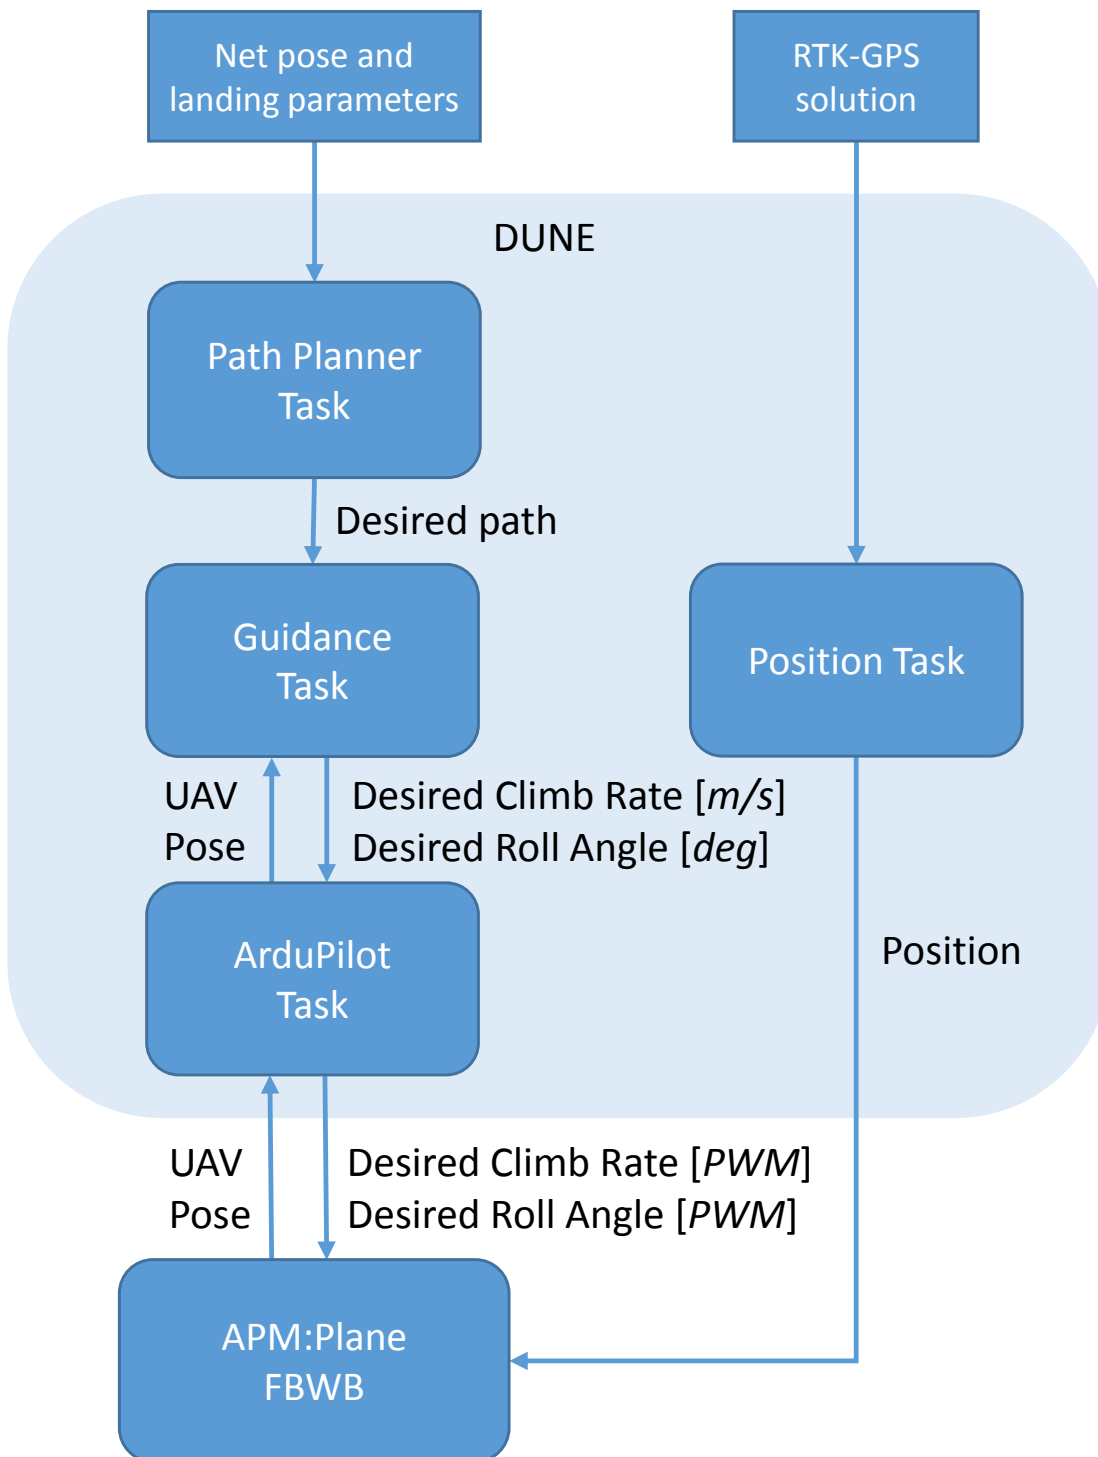 Net pose and
landing parameters
RTK-GPS
solution
DUNE
Path Planner
Task
Desired path
Guidance
Task
Position Task
UAV
Pose
Desired Climb Rate [m/s]
Desired Roll Angle [deg]
ArduPilot
Task
Position
UAV
Pose
Desired Climb Rate [PWM]
Desired Roll Angle [PWM]
APM:Plane
FBWB